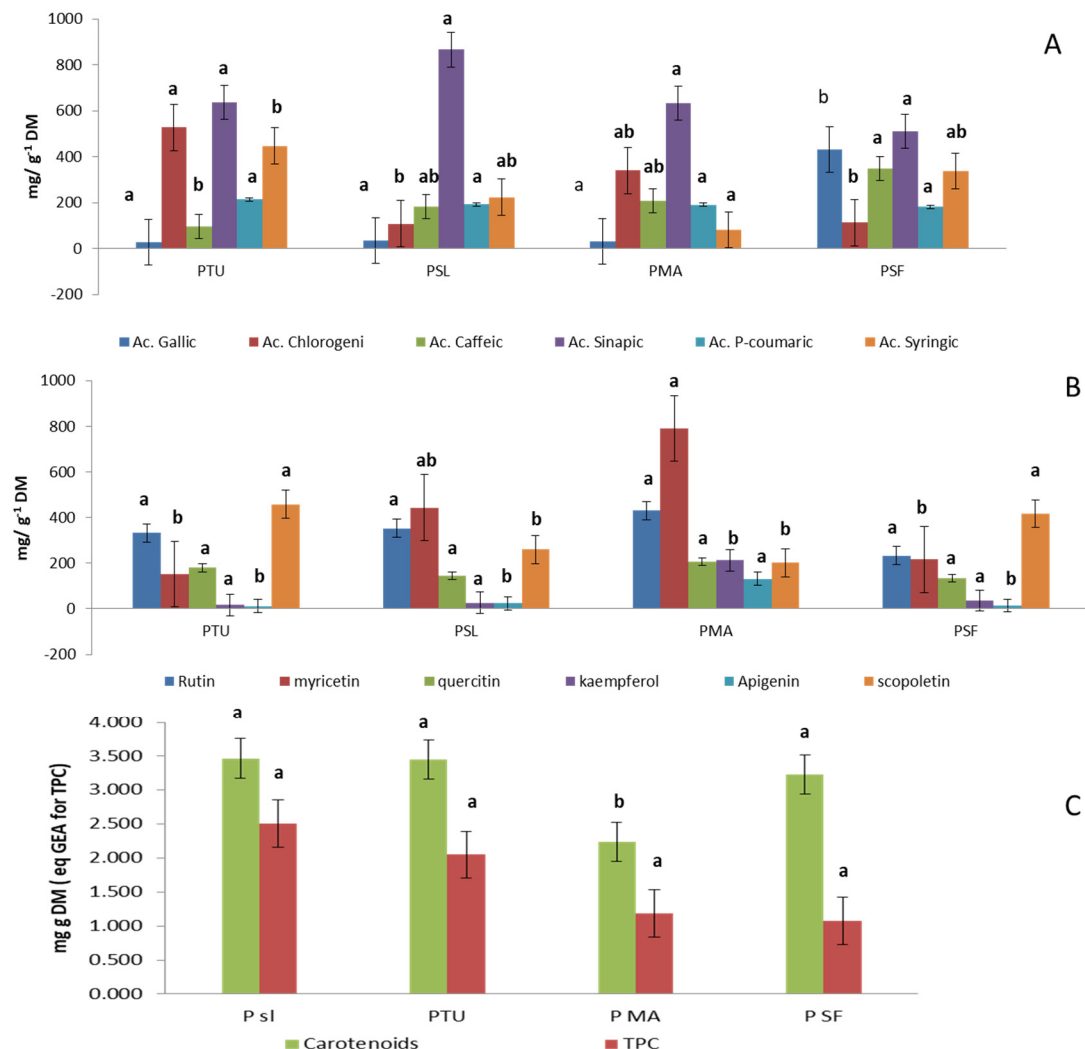 1000
a
A
a
a
800
a
a
b
b
a
600
ab
a
ab
ab
400
a
b
a
a
b
ab
a
a
b
a
a
200
a
0
PTU
PSL
PMA
PSF
-200
mg/ g⁻¹ DM
Ac. Gallic
Ac. Chlorogeni
Ac. Caffeic
Ac. Sinapic
Ac. P-coumaric
Ac. Syringic
1000
a
B
800
a
ab
a
600
a
a
a
b
b
400
a
b
a
a
b
a
b
a
a
200
a
b
a
b
a
b
0
PTU
PSL
PMA
PSF
-200
mg/ g⁻¹ DM
Rutin
myricetin
quercitin
kaempferol
Apigenin
scopoletin
4.000
a
a
a
3.500
a
a
b
C
3.000
2.500
a
a
2.000
1.500
1.000
0.500
0.000
mg g DM ( eq GEA for TPC)
P sl
PTU
P MA
P SF
Carotenoids
TPC